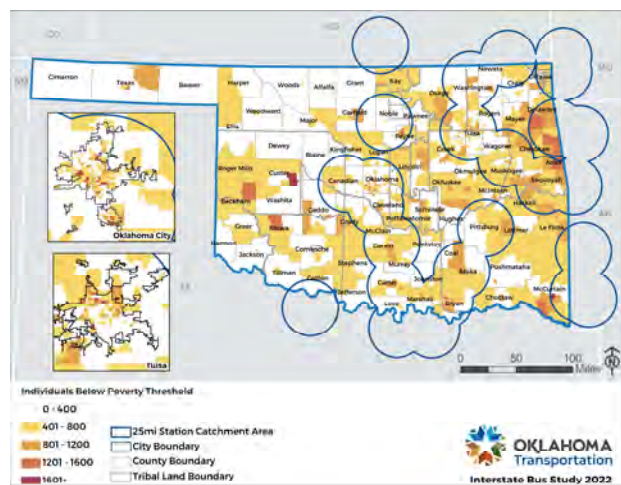 CO
KS
MO
NM
Cimarron
Texas
Beaver
Harper
Woods
Alfalfa
Grant
Kay
Nowata
Craig
Ottawa
Osage
Washington
Woodward
Garfield
Noble
Pawnee
Rogers
Mayes
Delaware
Major
Ellis
Payne
Tulsa
Wagoner
Cherokee
Dewey
Blaine
Kingfisher
Logan
Creek
Adair
Lincoln
Okmulgee
Muskogee
Roger Mills
Custer
Canadian
Oklahoma
Okfuskee
Sequoyah
McIntosh
Beckham
Washita
Caddo
Cleveland
Haskell
Seminole
Pottawatomie
Hughes
Grady
McClain
Pittsburg
Latimer
Le Flore
AR
Greer
Kiowa
Garvin
Pontotoc
Harmon
Jackson
Comanche
Coal
Stephens
Murray
Atoka
Pushmataha
Tillman
Cotton
Johnston
Carter
McCurtain
Jefferson
Love
Marshall
Bryan
Choctaw
Oklahoma City
Tulsa
0
50
100
Miles
N
Individuals Below Poverty Threshold
0 - 400
401 - 800
801 - 1200
1201 - 1600
1601+
25mi Station Catchment Area
City Boundary
County Boundary
Tribal Land Boundary
OKLAHOMA
Transportation
Interstate Bus Study 2022